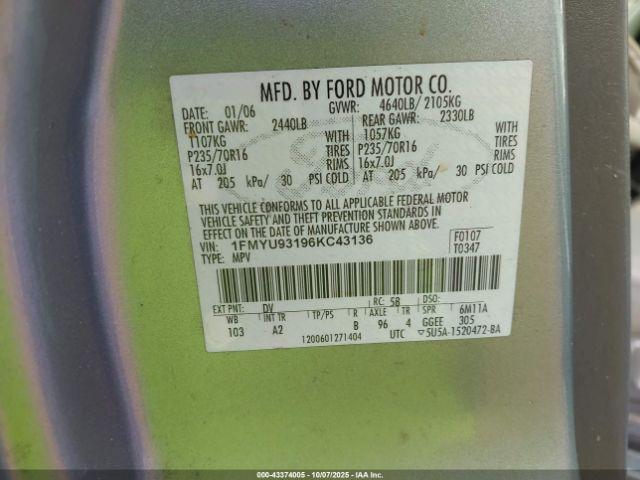 MFD. BY FORD MOTOR CO.
DATE: 01/06 GVWR: 4640LB/ 2105KG
FRONT GAWR: 2440LB REAR GAWR: 2330LB
1107KG WITH 1057KG WITH
P235/70R16 TIRES P235/70R16 TIRES
16x7.0J RIMS 16x7.0J RIMS
AT 205 kPa/ 30 PSI COLD AT 205 kPa/ 30 PSI COLD
THIS VEHICLE CONFORMS TO ALL APPLICABLE FEDERAL MOTOR
VEHICLE SAFETY AND THEFT PREVENTION STANDARDS IN
EFFECT ON THE DATE OF MANUFACTURE SHOWN ABOVE.
VIN: 1FMYU93196KC43136 F0107
TYPE: MPV T0347
EXT PNT: DV RC: 58 DSO:
WB INT TR TP/PS R AXLE TR SPR 6M11A
103 A2 B 96 4 GGEE 305
1200601271404 UTC 5U5A-1520472-BA
Ford
000-43374005 - 10/07/2025 - IAA Inc.